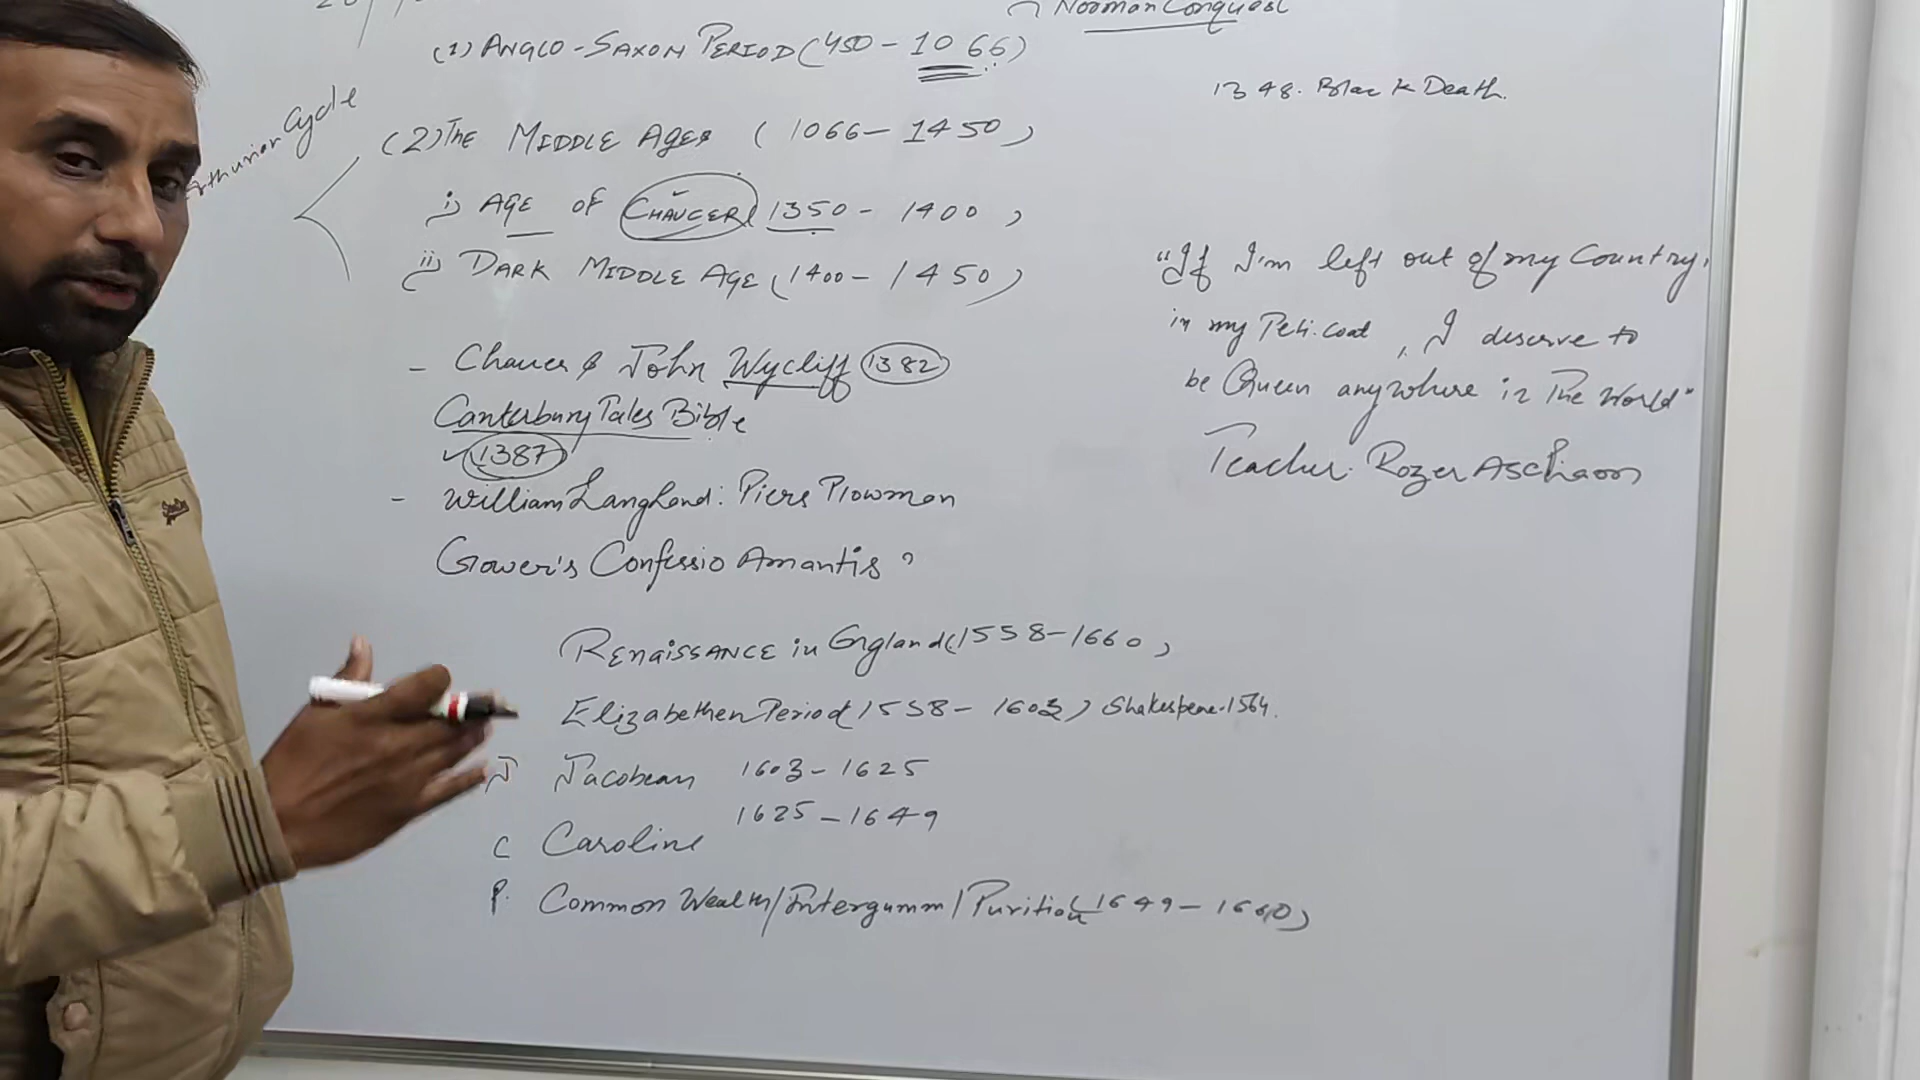 Norman Conquest
(1) ANGLO-SAXON PERIOD (450-1066)
1348. Black Death.
Arthurian Cycle
(2) The MIDDLE AGES (1066-1450)
i) AGE OF CHAUCER (1350-1400)
ii) DARK MIDDLE AGE (1400-1450)
"If I'm left out of my Country,
in my Peti-coat, I deserve to
be Queen anywhere in The World"
Teacher: Rozer Ascham
- Chaucer & John Wycliff 1382
Canterbury Tales Bible
1387
- William Langland: Piers Plowman
Gower's Confessio Amantis
RENAISSANCE in England (1558-1660)
Elizabethen Period (1558-1603) Shakespeare-1564.
J Jacobean 1603-1625
1625-1649
C Caroline
P. Common Wealth/Intergumm/Puritian (1649-1660)